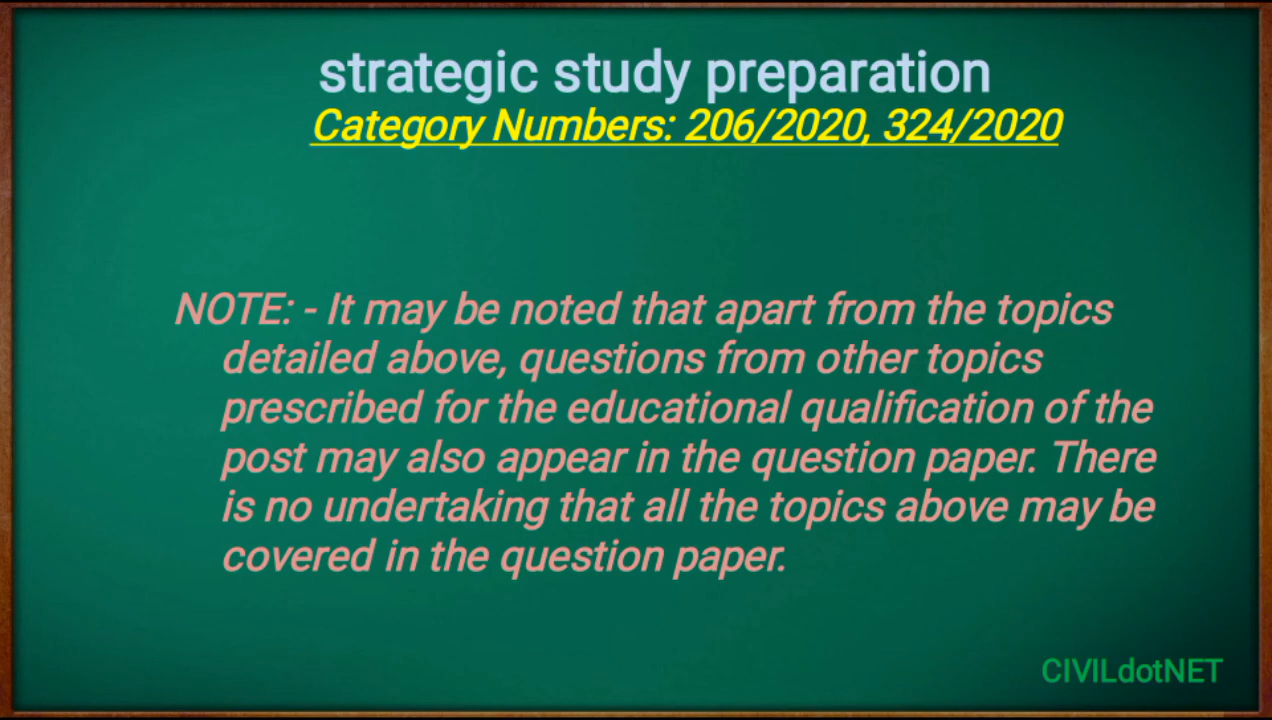 strategic study preparation
Category Numbers: 206/2020, 324/2020
NOTE: - It may be noted that apart from the topics
detailed above, questions from other topics
prescribed for the educational qualification of the
post may also appear in the question paper. There
is no undertaking that all the topics above may be
covered in the question paper.
CIVILdotNET